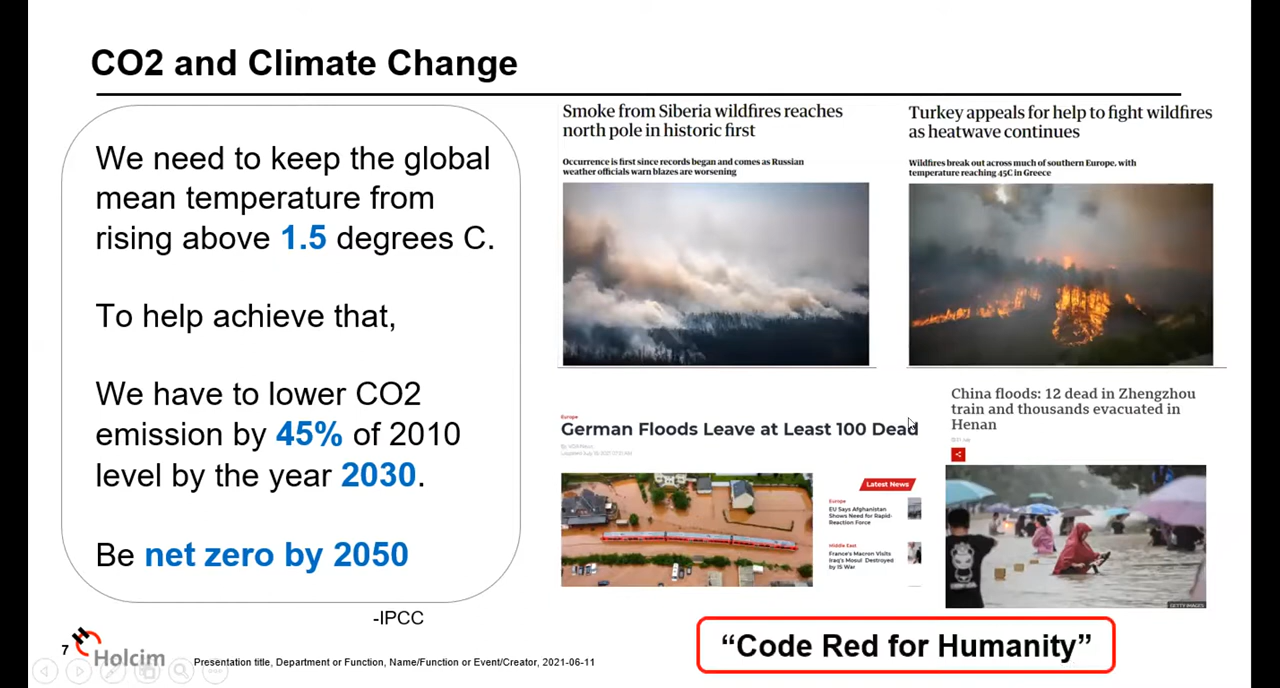 CO2 and Climate Change
We need to keep the global
mean temperature from
rising above 1.5 degrees C.
To help achieve that,
We have to lower CO2
emission by 45% of 2010
level by the year 2030.
Be net zero by 2050
-IPCC
Smoke from Siberia wildfires reaches
north pole in historic first
Occurrence is first since records began and comes as Russian
weather officials warn blazes are worsening
Turkey appeals for help to fight wildfires
as heatwave continues
Wildfires break out across much of southern Europe, with
temperature reaching 45C in Greece
Europe
German Floods Leave at Least 100 Dead
Latest News
Europe
EU Says Afghanistan
Shows Need for Rapid-
Reaction Force
Middle East
France's Macron Visits
Iraq's Mosul Destroyed
by IS War
China floods: 12 dead in Zhengzhou
train and thousands evacuated in
Henan
GETTY IMAGES
“Code Red for Humanity”
7
Holcim
Presentation title, Department or Function, Name/Function or Event/Creator, 2021-06-11